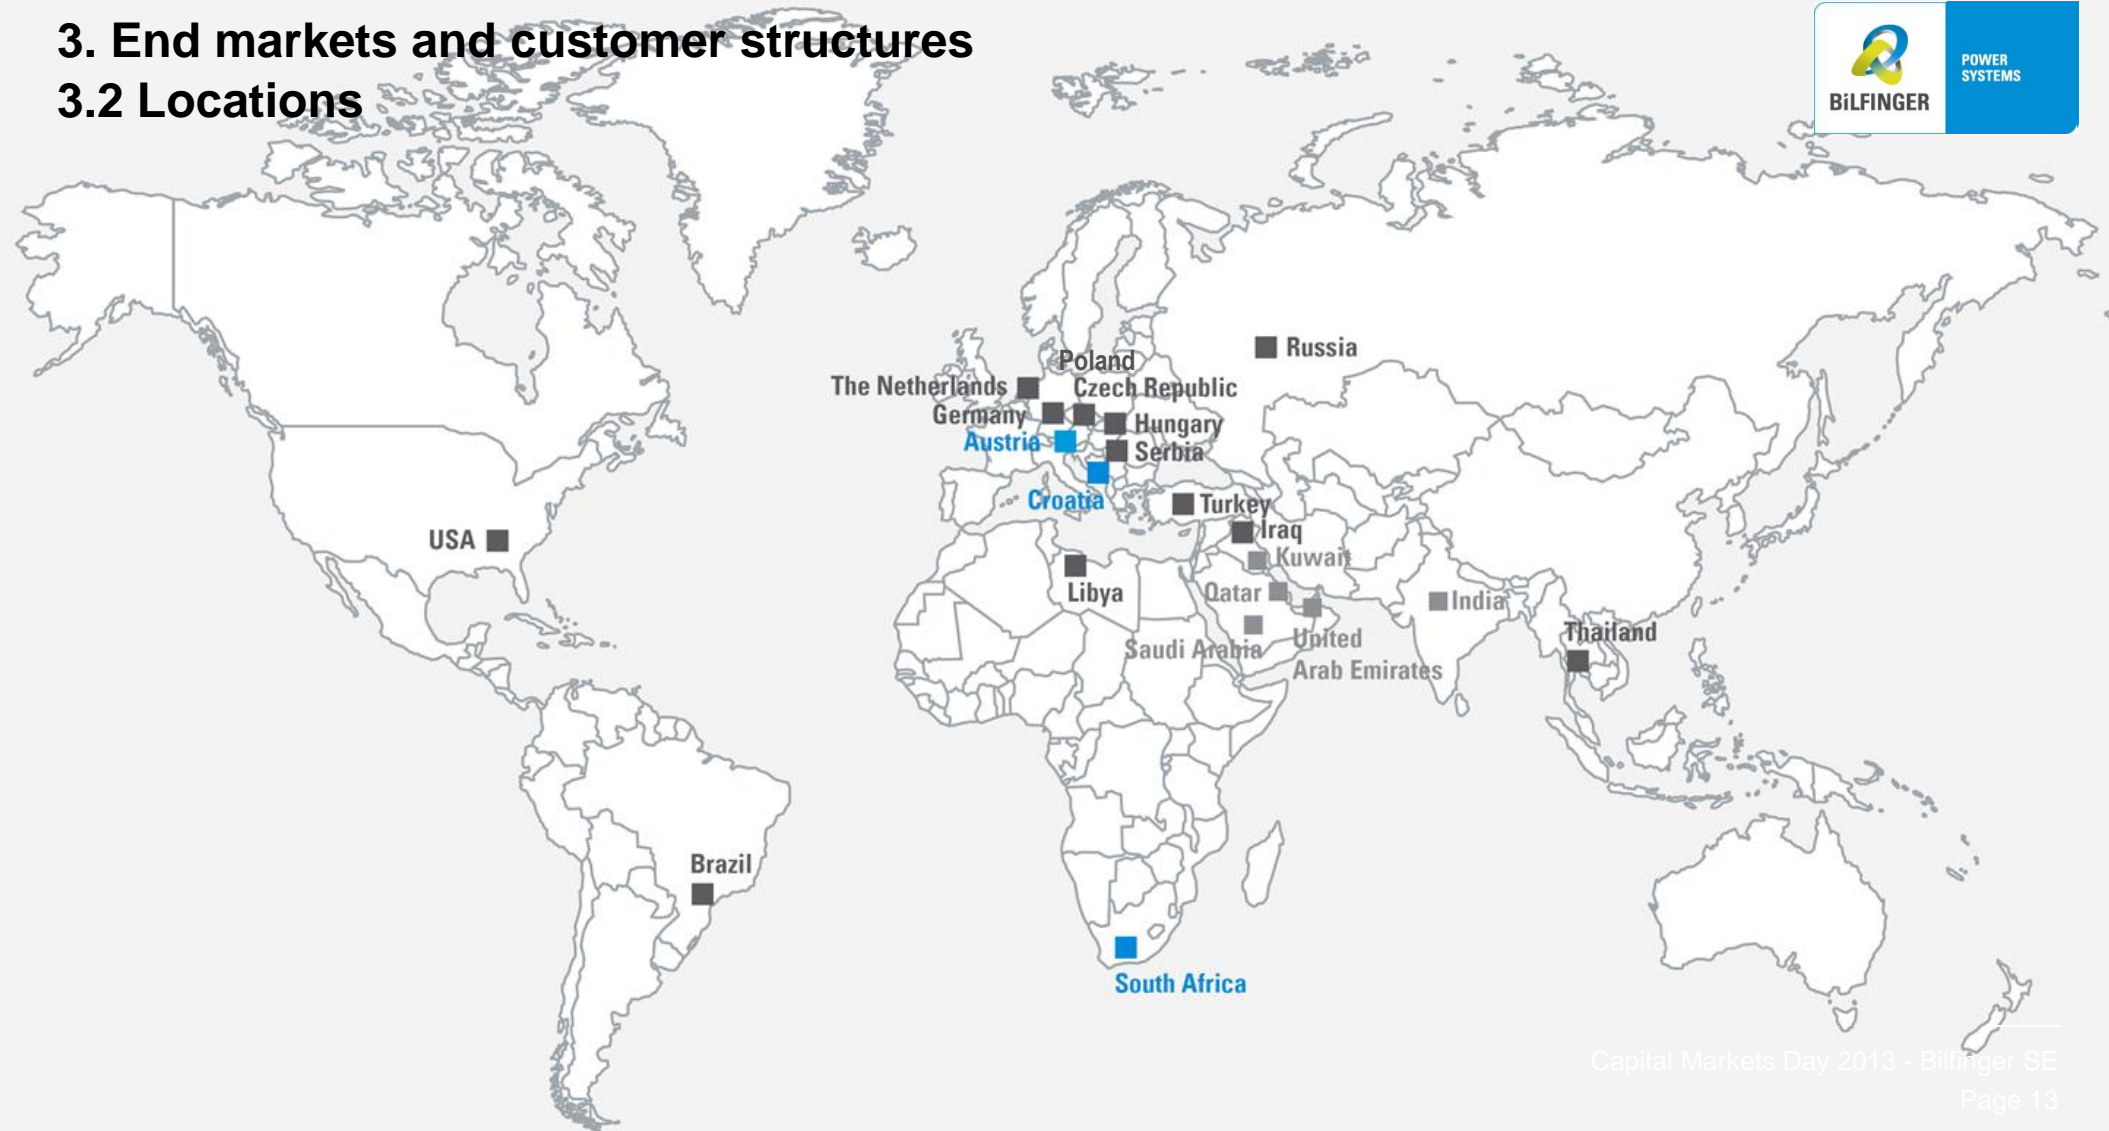 3. End markets and customer structures
3.2 Locations
BiLFINGER
POWER
SYSTEMS
Russia
Poland
The Netherlands
Czech Republic
Germany
Hungary
Austria
Serbia
Croatia
Turkey
USA
Iraq
Kuwait
Libya
Qatar
India
Thailand
Saudi Arabia
United
Arab Emirates
Brazil
South Africa
Capital Markets Day 2013 - Bilfinger SE
Page 13